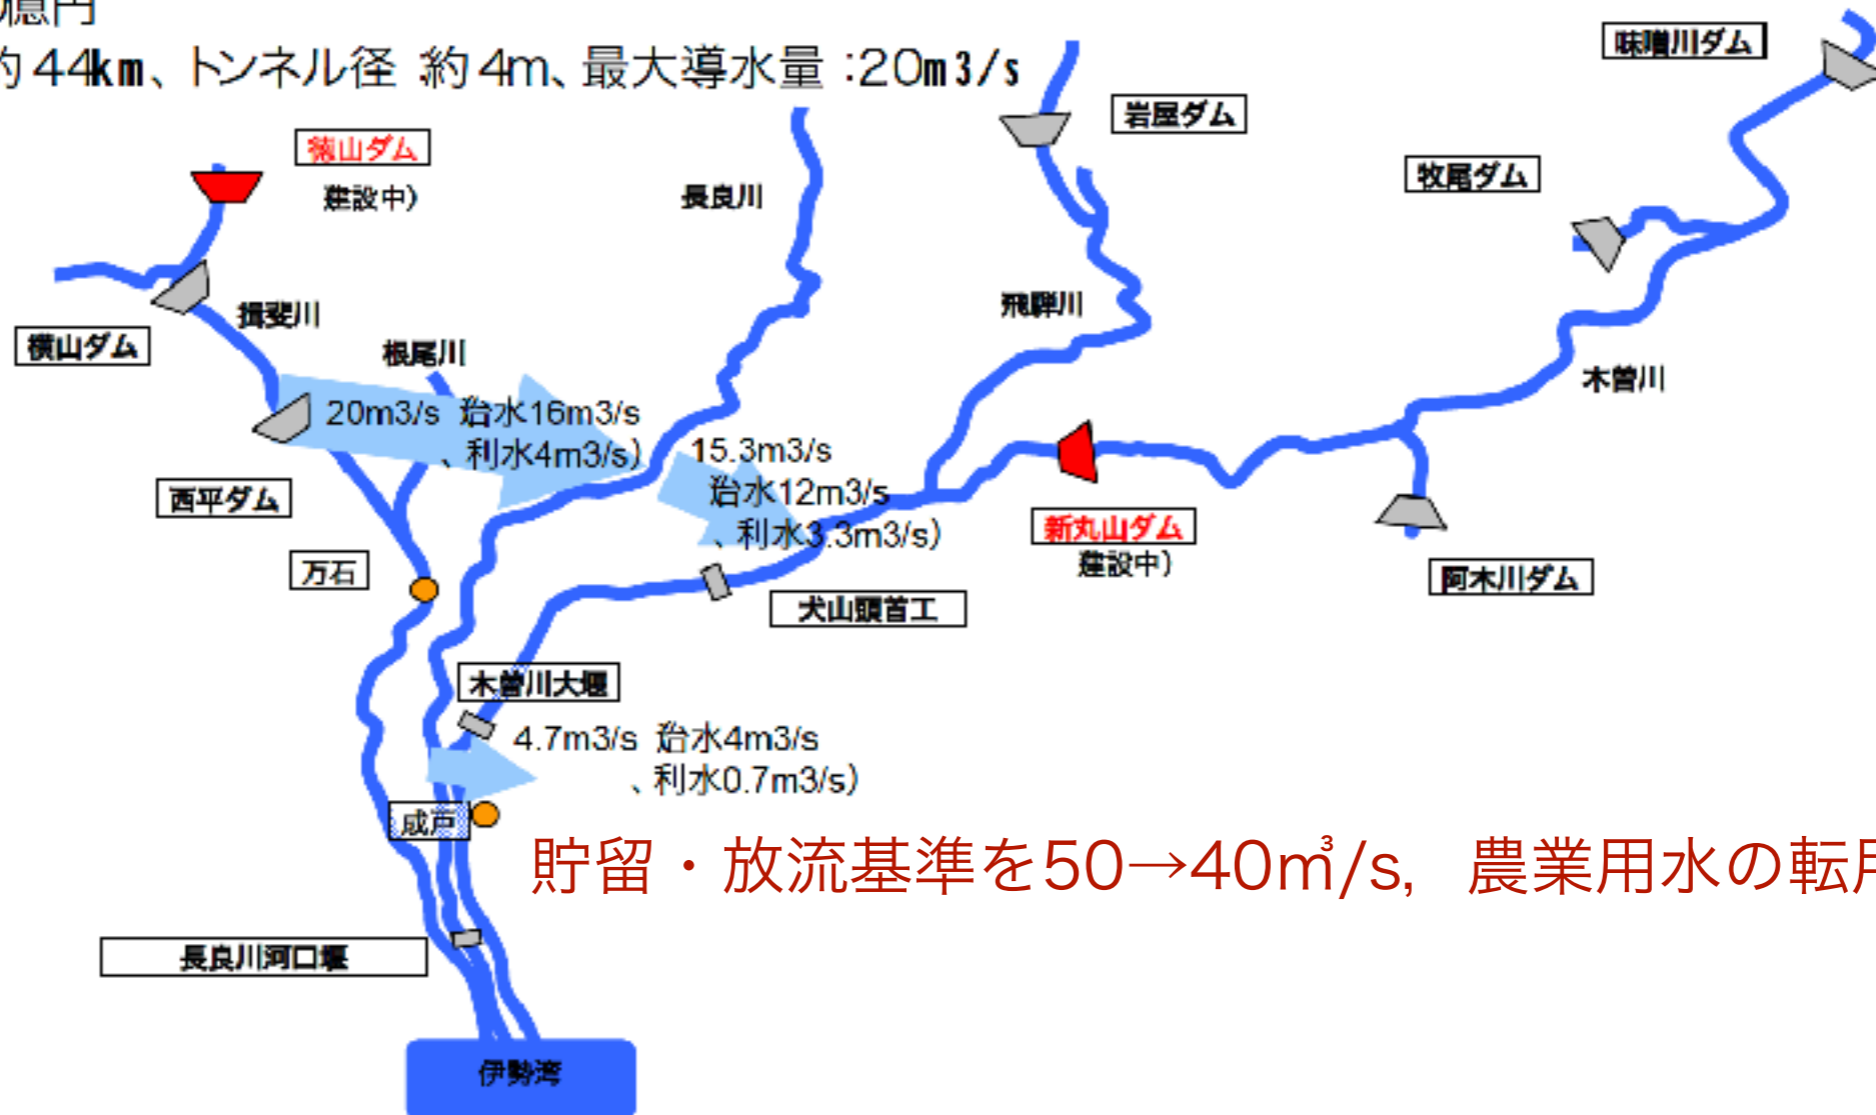 億円
約44km、トンネル径 約4m、最大導水量:20m3/s
味噌川ダム
岩屋ダム
徳山ダム
建設中)
長良川
牧尾ダム
揖斐川
飛騨川
横山ダム
根尾川
木曽川
20m3/s 治水16m3/s
、利水4m3/s)
15.3m3/s
治水12m3/s
、利水3.3m3/s)
西平ダム
新丸山ダム
建設中)
万石
阿木川ダム
犬山頭首工
木曽川大堰
4.7m3/s 治水4m3/s
、利水0.7m3/s)
成戸
貯留・放流基準を50→40㎥/s, 農業用水の転用
長良川河口堰
伊勢湾